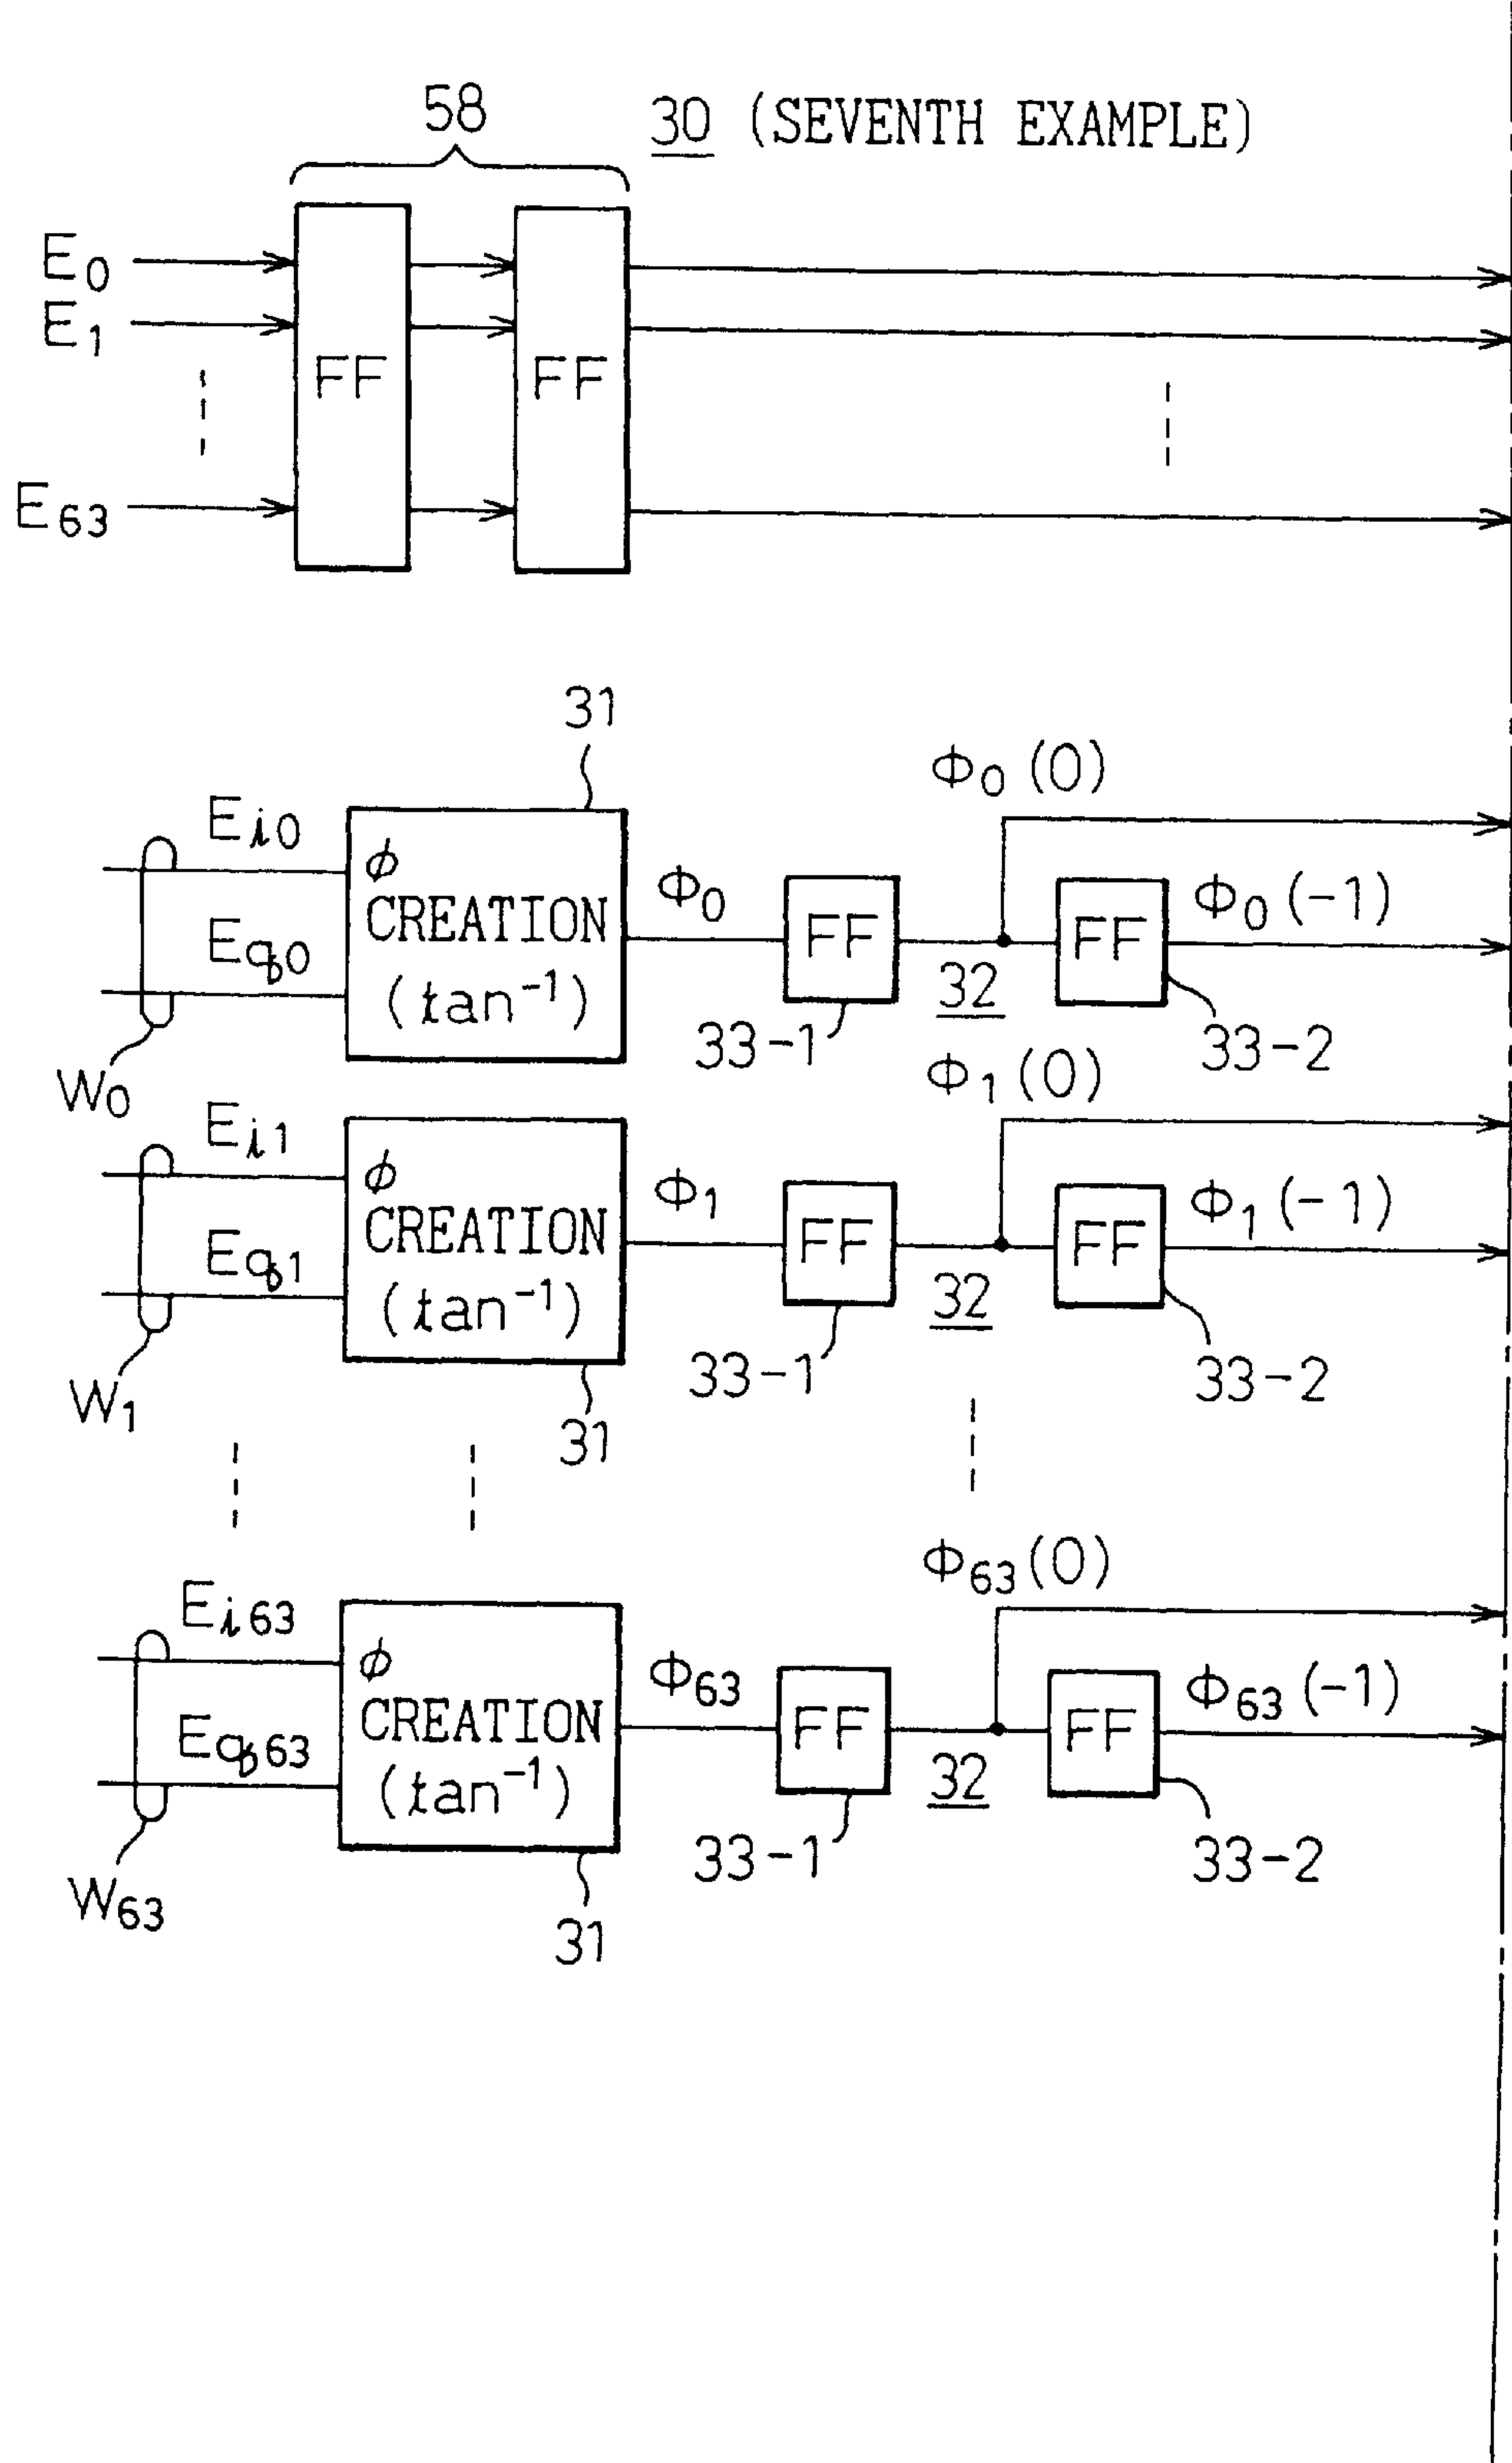 58
30 (SEVENTH EXAMPLE)
E0
E1
E63
FF
FF
31
Ei0
Eq0
W0
ϕ
CREATION
(tan⁻¹)
Φ0
FF
33-1
32
Φ0 (0)
FF
Φ0 (-1)
33-2
Ei1
Eq1
W1
ϕ
CREATION
(tan⁻¹)
31
Φ1
FF
33-1
32
Φ1 (0)
FF
Φ1 (-1)
33-2
Ei63
Eq63
W63
ϕ
CREATION
(tan⁻¹)
31
Φ63
FF
33-1
32
Φ63 (0)
FF
Φ63 (-1)
33-2